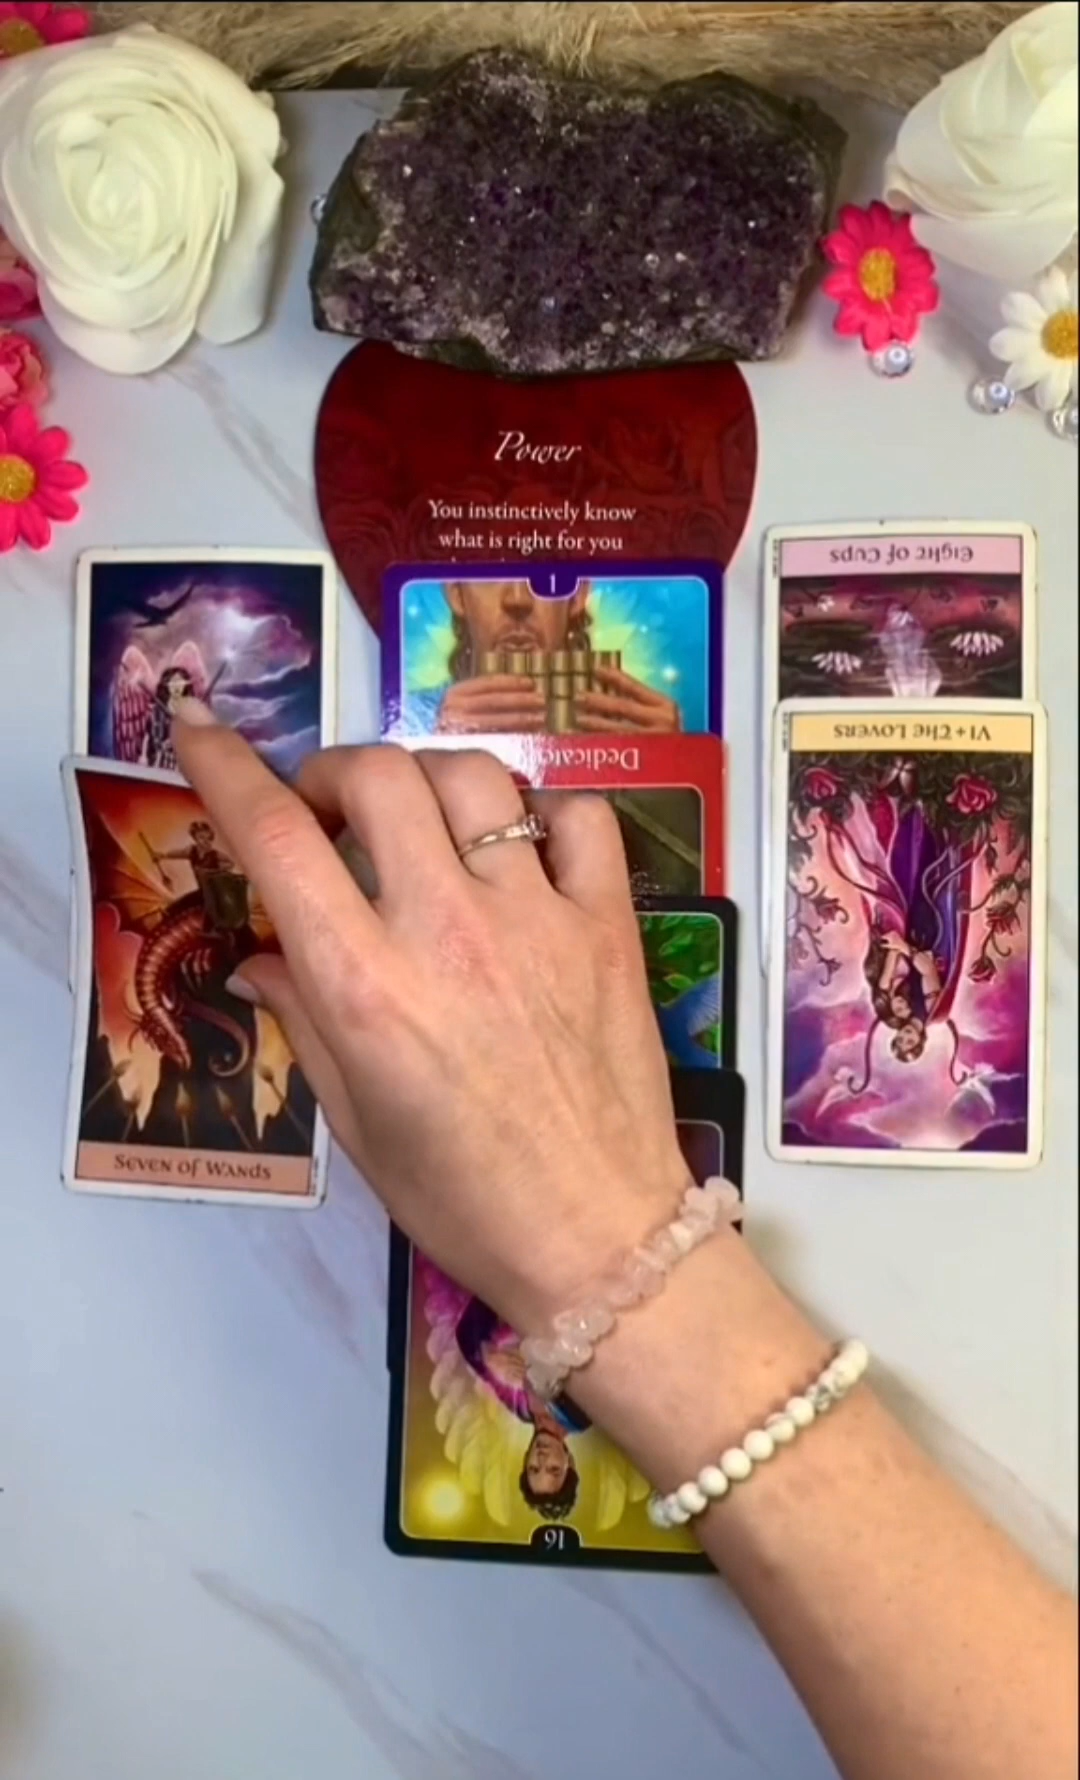 Power
You instinctively know
what is right for you
1
Eight of Cups
Dedicate
VI + The Lovers
Seven of Wands
16